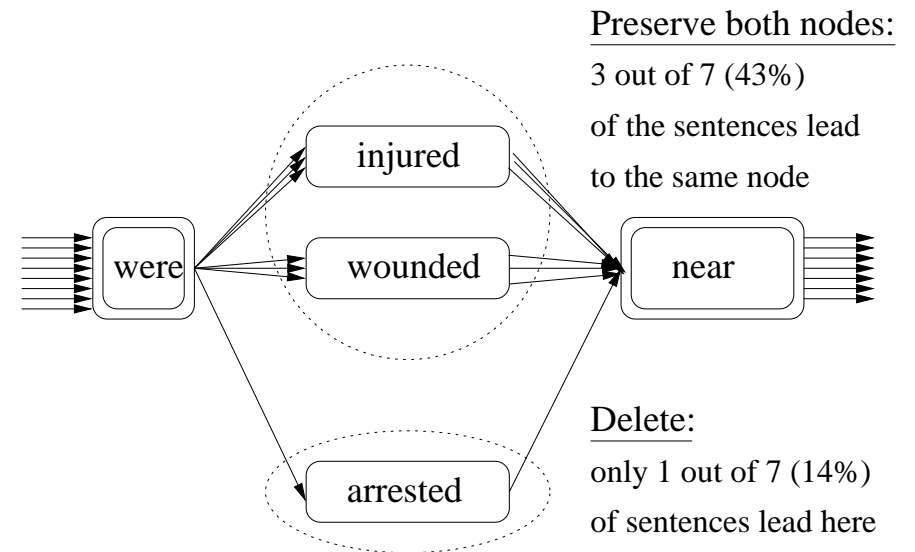 Preserve both nodes:
3 out of 7 (43%)
of the sentences lead
to the same node
injured
were
wounded
near
arrested
Delete:
only 1 out of 7 (14%)
of sentences lead here